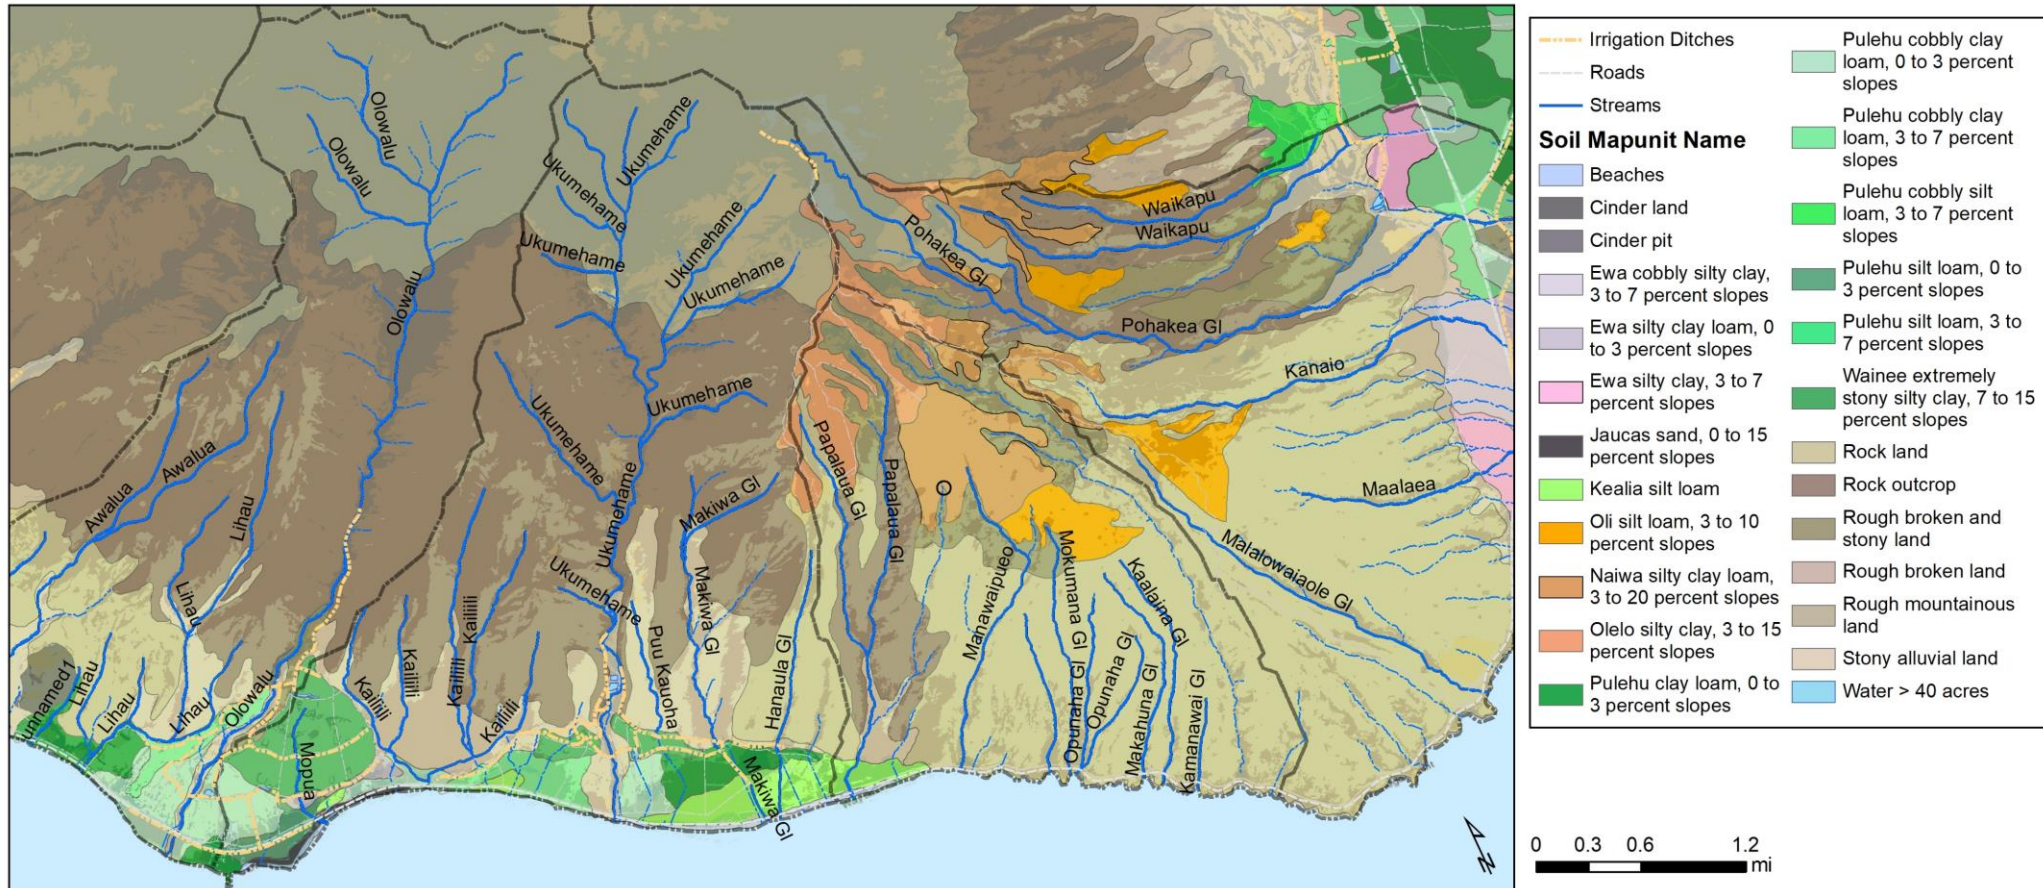 Olowalu
Olowalu
Ukumehame
Ukumehame
Ukumehame
Ukumehame
Ukumehame
Olowalu
Waikapu
Waikapu
Pohakea Gl
Pohakea Gl
Kanaio
Ukumehame
Ukumehame
Awalua
Awalua
Lihau
Ukumehame
Makiwa Gl
Papalaua Gl
Papalaua Gl
O
Maalaea
Malalowaiaole Gl
Lihau
Kailiili
Kailiili
Ukumehame
Makiwa Gl
Manawaipueo
Mokumana Gl
Kaalaina Gl
unnamed1
Lihau
Lihau
Lihau
Olowalu
Mopua
Kailiili
Kailiili
Kailiili
Puu Kauoha
Hanaula Gl
Makiwa Gl
Opunaha Gl
Opunaha Gl
Makahuna Gl
Kamanawai Gl
Irrigation Ditches
Roads
Streams
Soil Mapunit Name
Beaches
Cinder land
Cinder pit
Ewa cobbly silty clay,
3 to 7 percent slopes
Ewa silty clay loam, 0
to 3 percent slopes
Ewa silty clay, 3 to 7
percent slopes
Jaucas sand, 0 to 15
percent slopes
Kealia silt loam
Oli silt loam, 3 to 10
percent slopes
Naiwa silty clay loam,
3 to 20 percent slopes
Olelo silty clay, 3 to 15
percent slopes
Pulehu clay loam, 0 to
3 percent slopes
Pulehu cobbly clay
loam, 0 to 3 percent
slopes
Pulehu cobbly clay
loam, 3 to 7 percent
slopes
Pulehu cobbly silt
loam, 3 to 7 percent
slopes
Pulehu silt loam, 0 to
3 percent slopes
Pulehu silt loam, 3 to
7 percent slopes
Wainee extremely
stony silty clay, 7 to 15
percent slopes
Rock land
Rock outcrop
Rough broken and
stony land
Rough broken land
Rough mountainous
land
Stony alluvial land
Water > 40 acres
N
0 0.3 0.6 1.2
mi